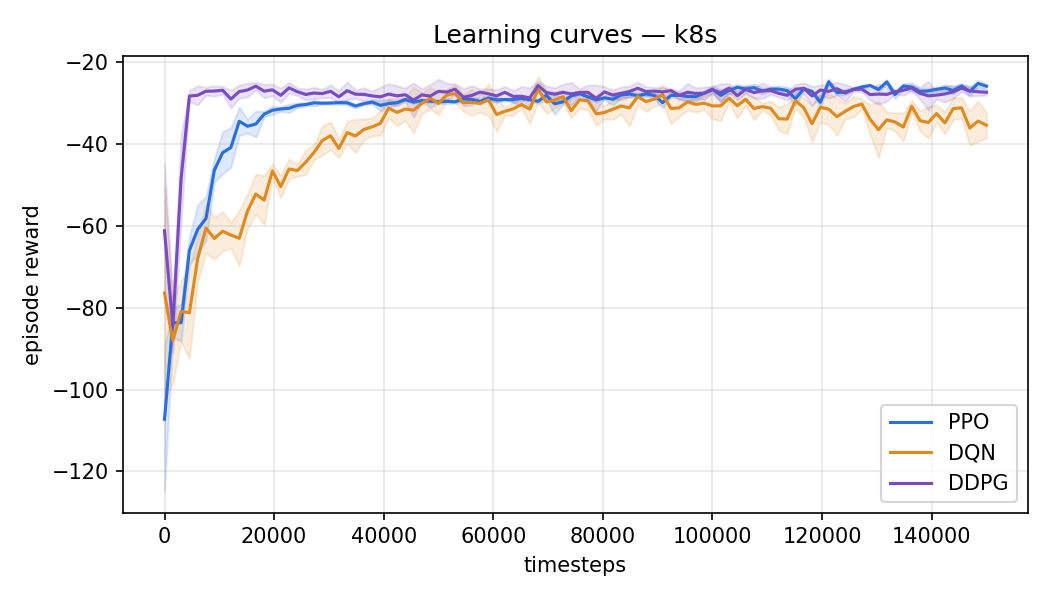 Learning curves — k8s
−20
−40
−60
−80
−100
−120
episode reward
0 20000 40000 60000 80000 100000 120000 140000
timesteps
PPO
DQN
DDPG